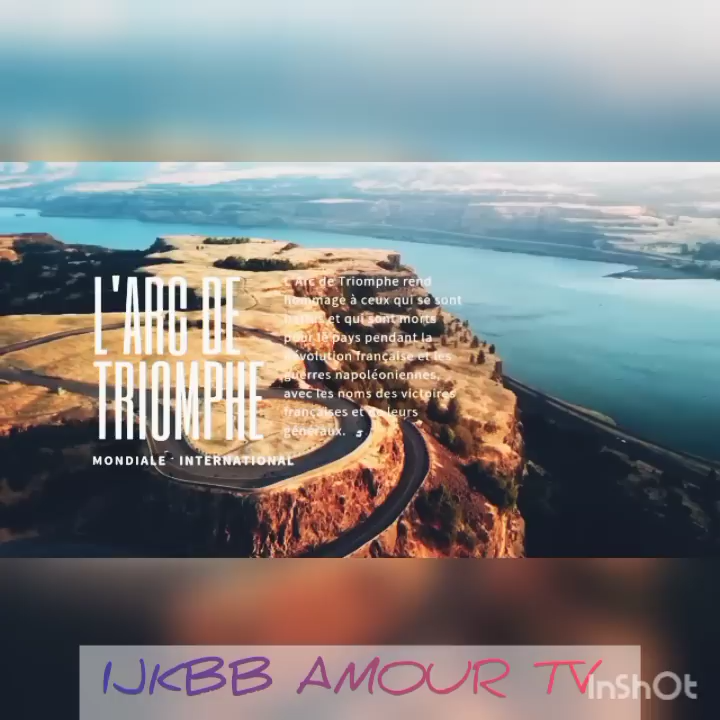 L'ARC DE
TRIOMPHE
MONDIALE - INTERNATIONAL
L'Arc de Triomphe rend
hommage à ceux qui se sont
battus et qui sont morts
pour le pays pendant la
révolution française et les
guerres napoléoniennes,
avec les noms des victoires
françaises et de leurs
généraux.
IJKBB AMOUR TV
InShOt